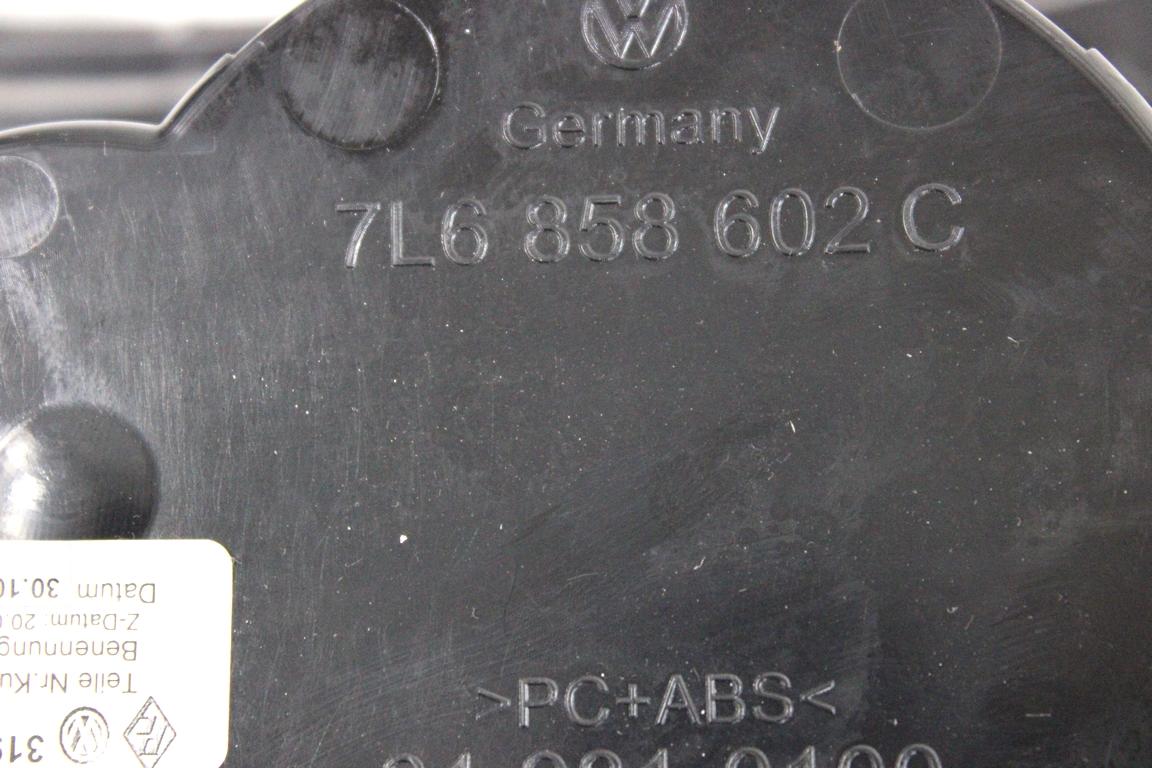 Germany
7L6 858 602 C
>PC+ABS<
Teile Nr.Ku
Benennung
Z-Datum: 20.
Datum 30.10